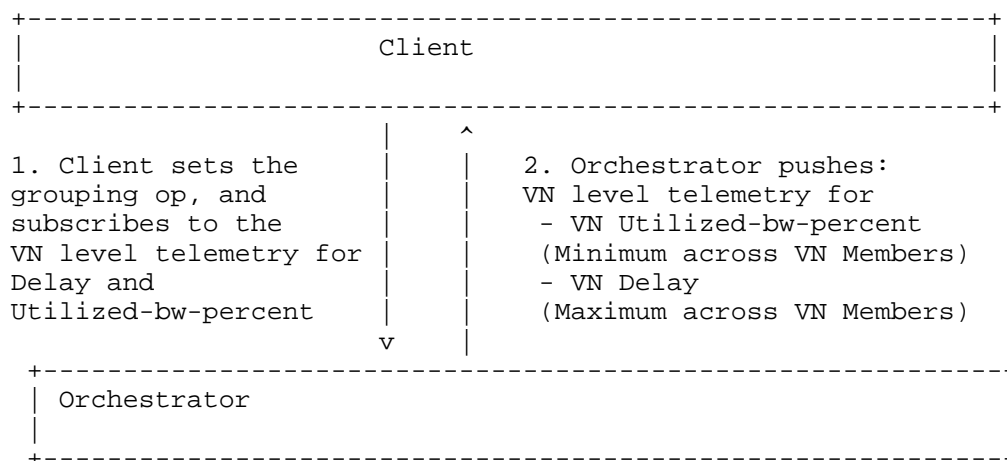 Client
1. Client sets the
grouping op, and
subscribes to the
VN level telemetry for
Delay and
Utilized-bw-percent
2. Orchestrator pushes:
VN level telemetry for
- VN Utilized-bw-percent
(Minimum across VN Members)
- VN Delay
(Maximum across VN Members)
Orchestrator